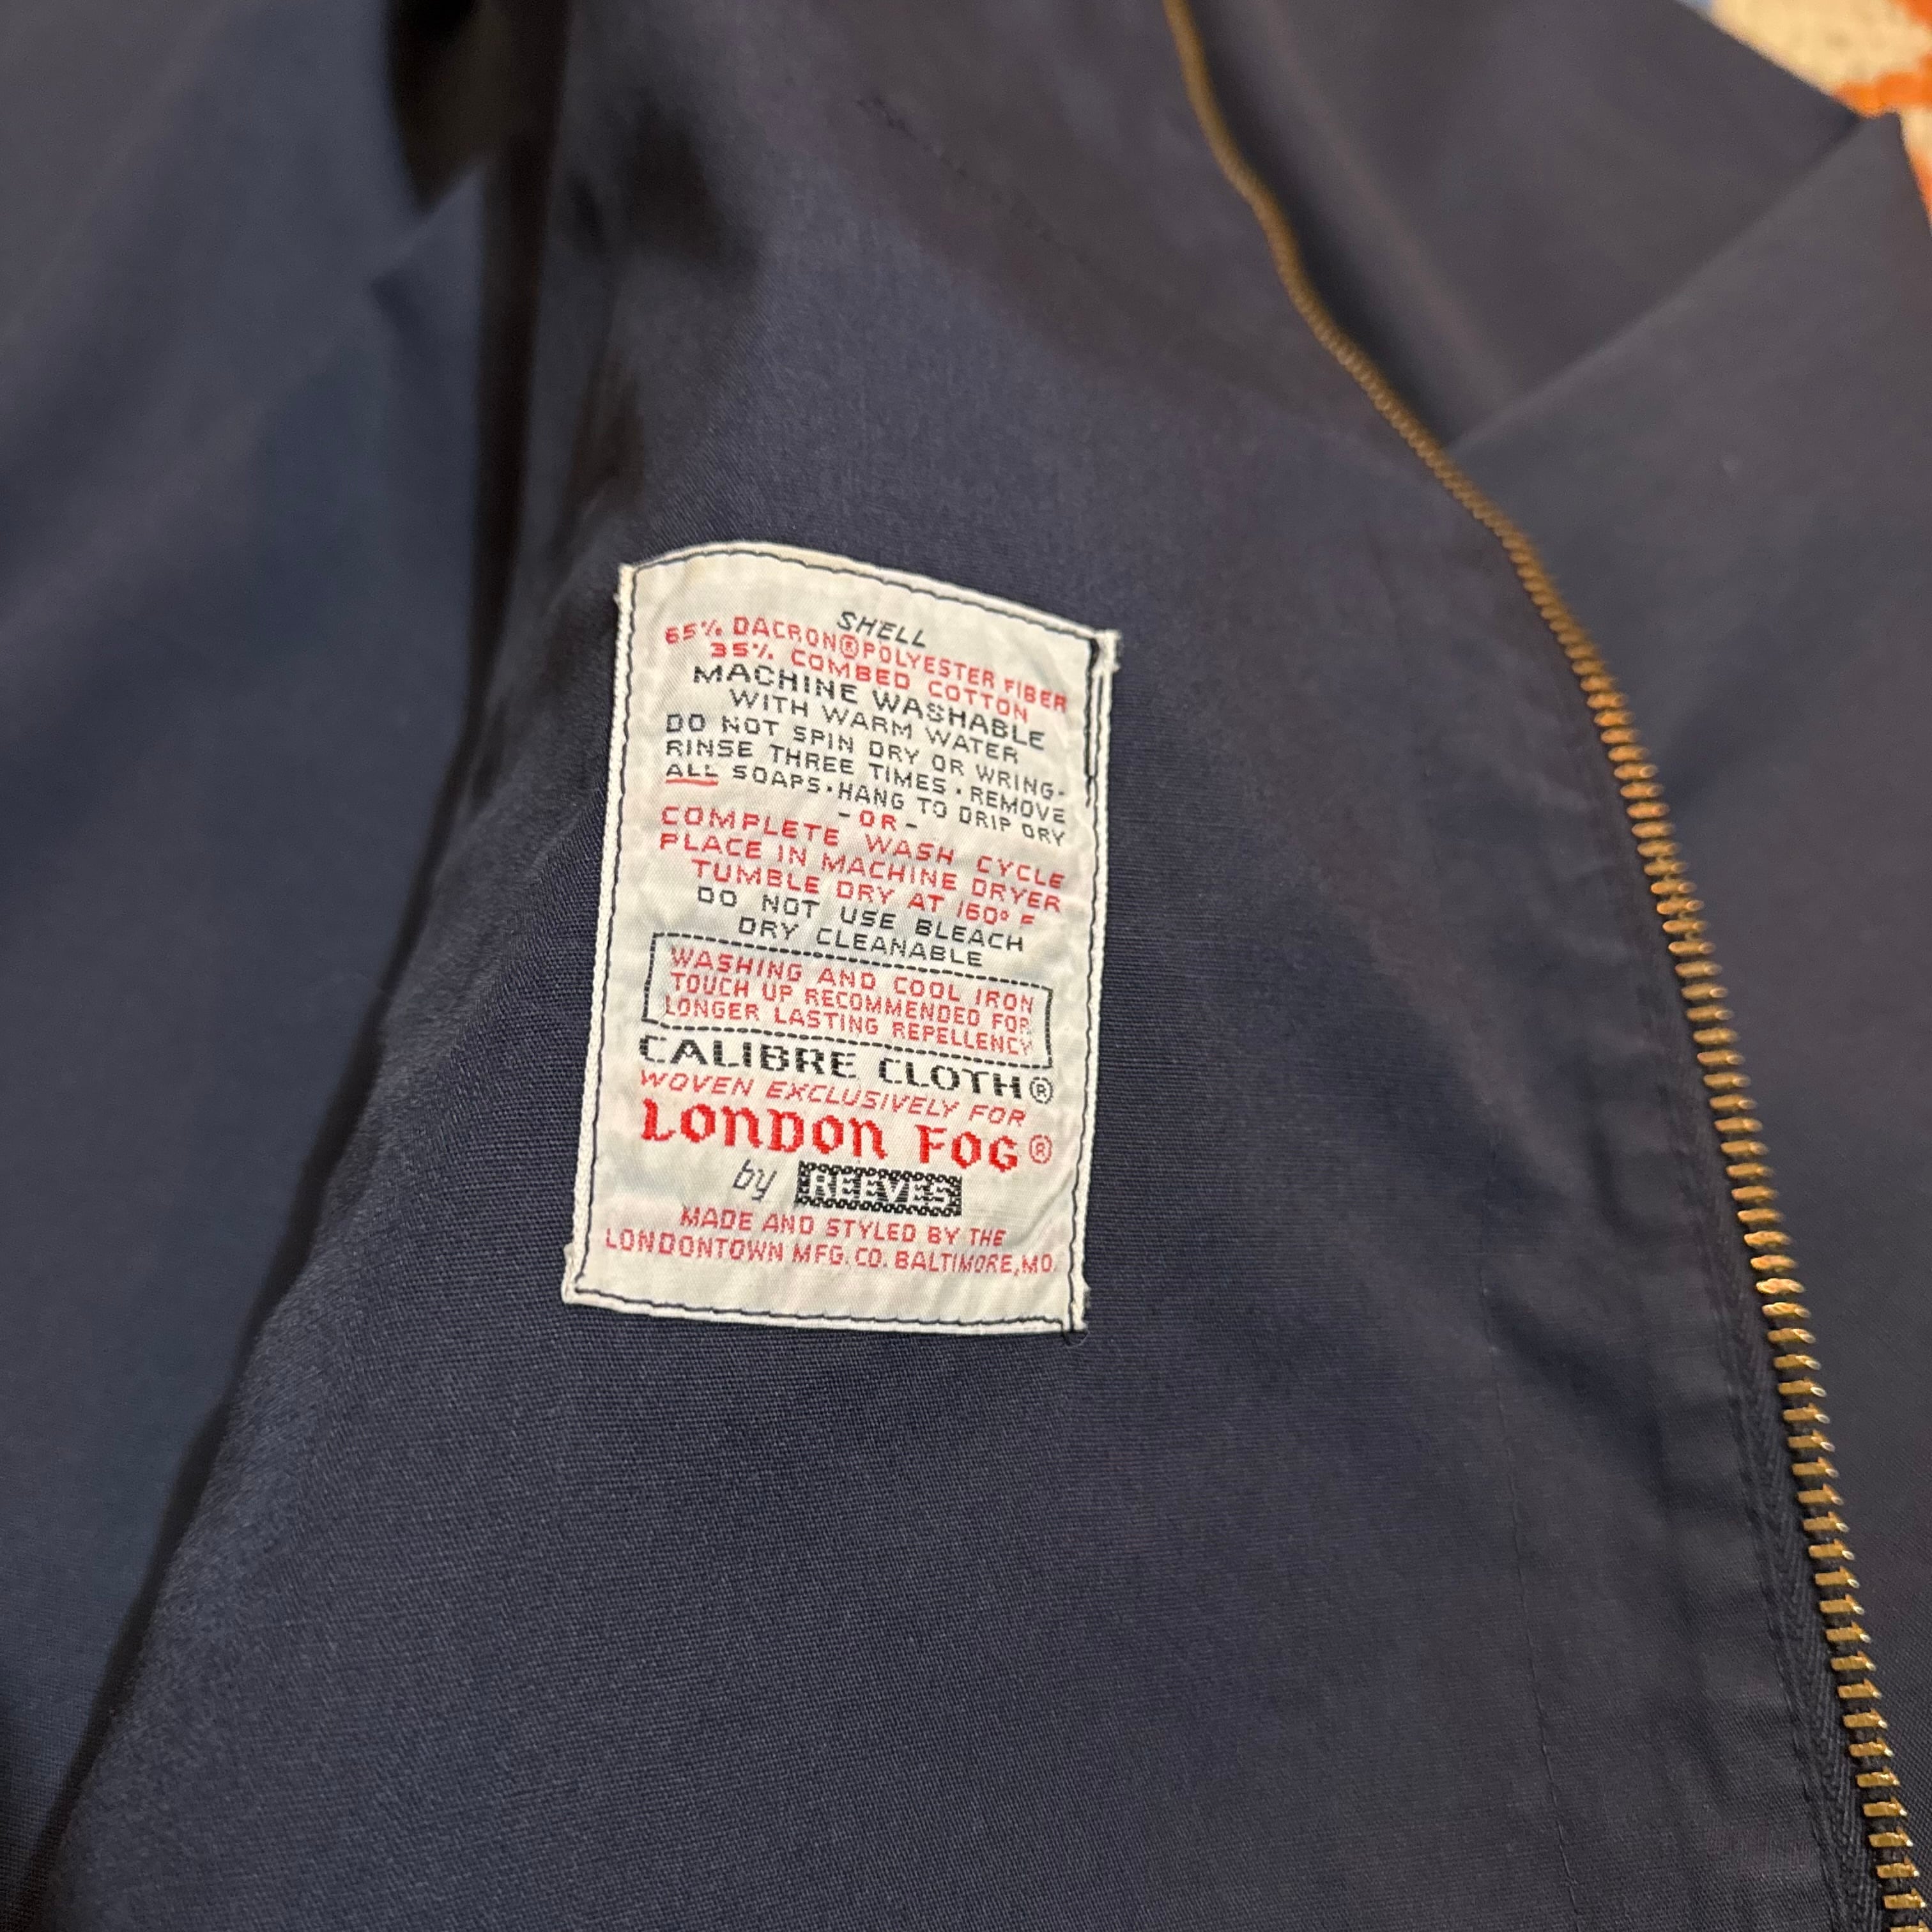 SHELL
65% DACRON® POLYESTER FIBER
35% COMBED COTTON
MACHINE WASHABLE
WITH WARM WATER
DO NOT SPIN DRY OR WRING-
RINSE THREE TIMES · REMOVE
ALL SOAPS · HANG TO DRIP DRY
- OR -
COMPLETE WASH CYCLE
PLACE IN MACHINE DRYER
TUMBLE DRY AT 160° F
DO NOT USE BLEACH
DRY CLEANABLE
WASHING AND COOL IRON
TOUCH UP RECOMMENDED FOR
LONGER LASTING REPELLENCY
CALIBRE CLOTH®
WOVEN EXCLUSIVELY FOR
LONDON FOG®
by REEVES
MADE AND STYLED BY THE
LONDONTOWN MFG. CO. BALTIMORE, MD.